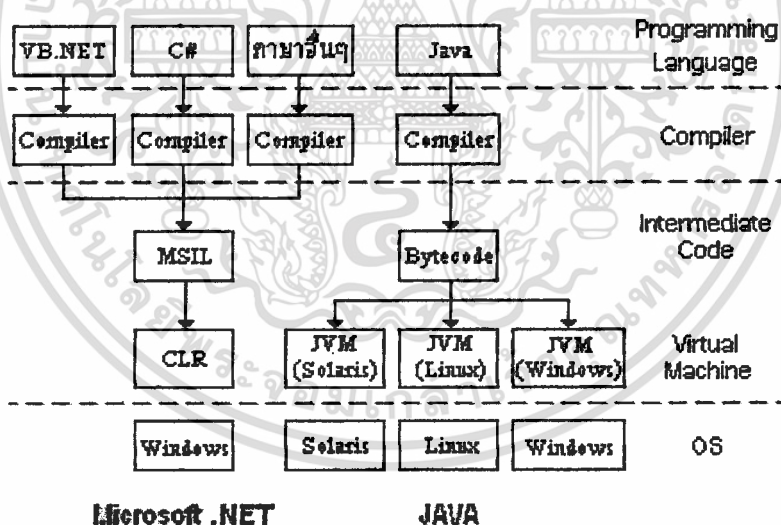 Programming
Language
VB.NET
C#
ภาษาอื่นๆ
Java
Compiler
Compiler
Compiler
Compiler
Compiler
Intermediate
Code
MSIL
Bytecode
Virtual
Machine
CLR
JVM
(Solaris)
JVM
(Linux)
JVM
(Windows)
Windows
Solaris
Linux
Windows
OS
Microsoft .NET
JAVA